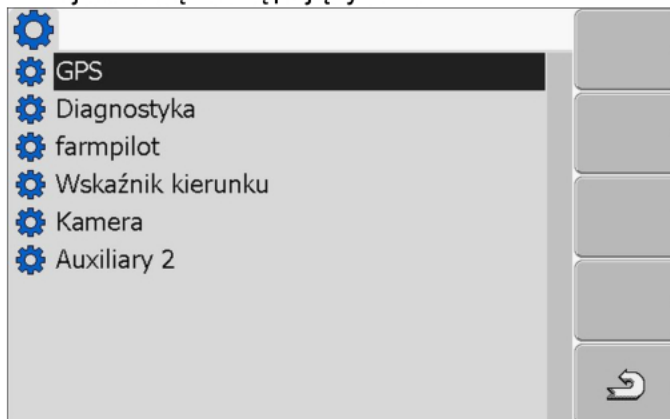 GPS
Diagnostyka
farmpilot
Wskaźnik kierunku
Kamera
Auxiliary 2